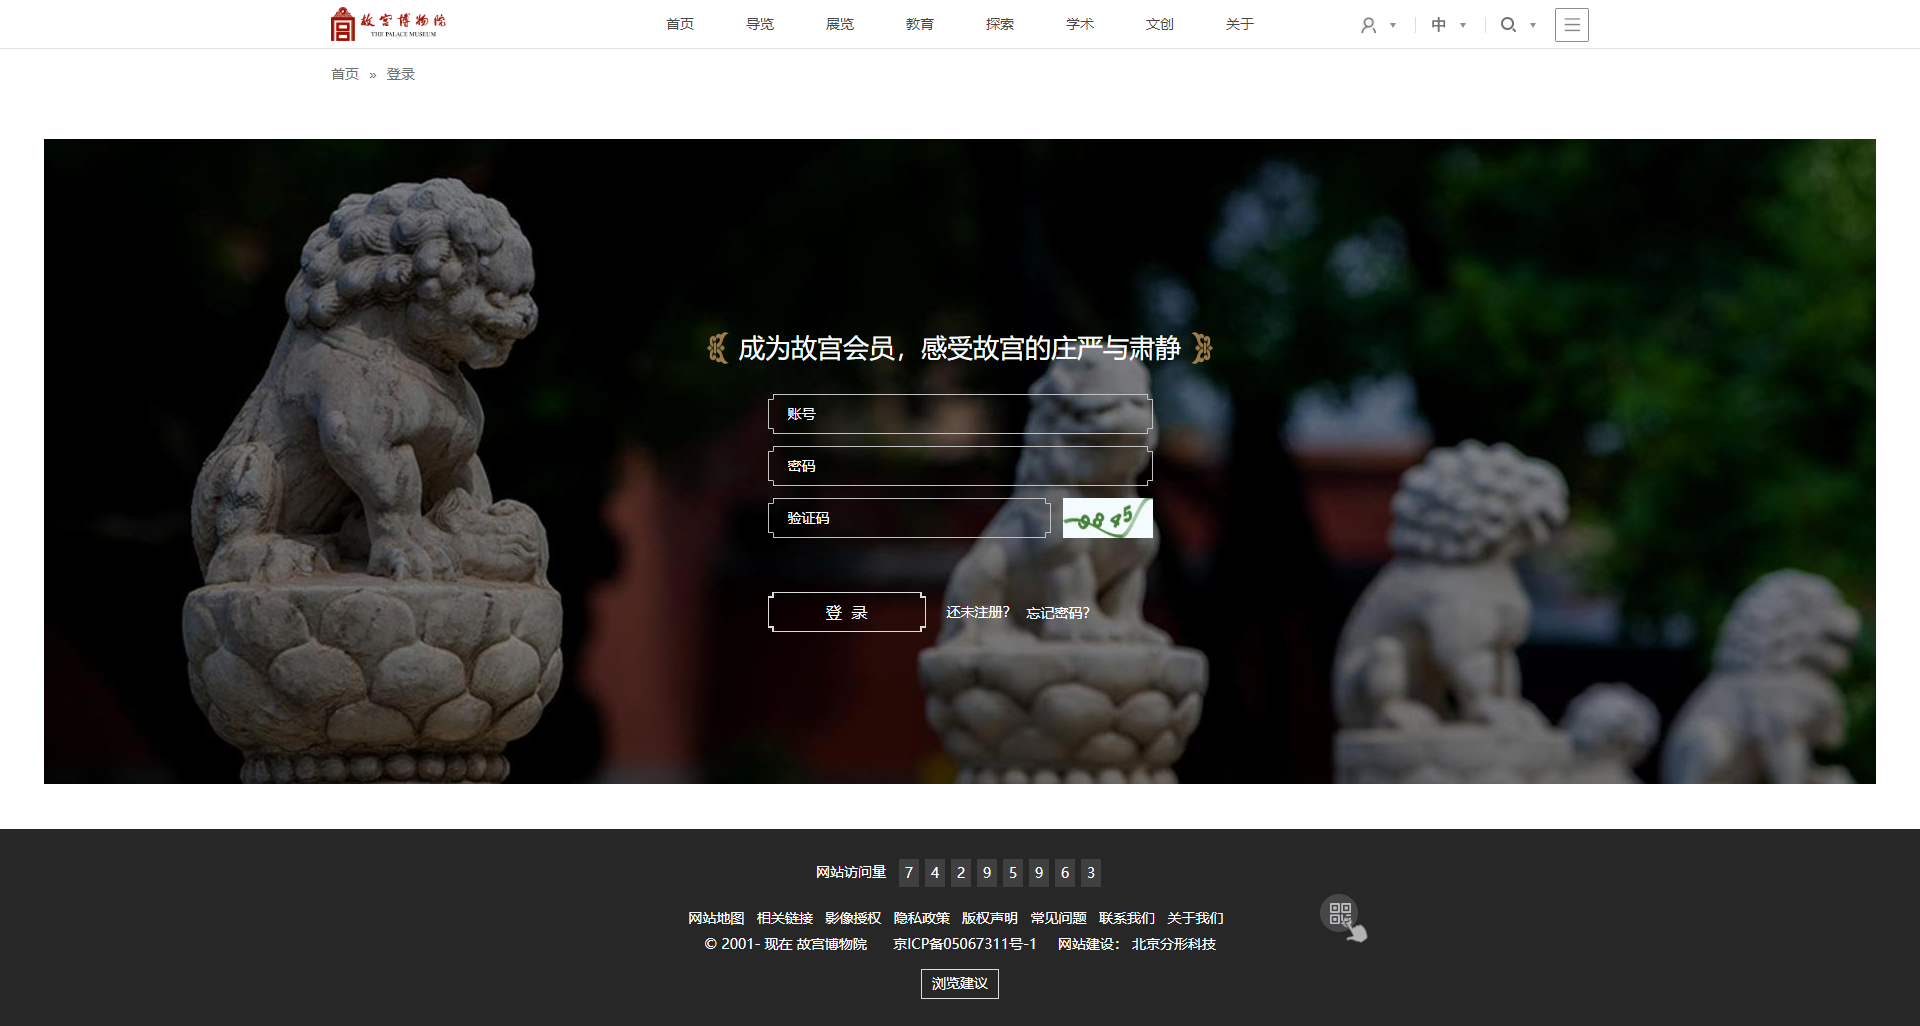 故宫博物院
THE PALACE MUSEUM
首页 导览 展览 教育 探索 学术 文创 关于 中
首页 » 登录
成为故宫会员，感受故宫的庄严与肃静
账号
密码
验证码 9845
登 录 还未注册? 忘记密码?
网站访问量 7 4 2 9 5 9 6 3
网站地图 相关链接 影像授权 隐私政策 版权声明 常见问题 联系我们 关于我们
© 2001- 现在 故宫博物院 京ICP备05067311号-1 网站建设： 北京分形科技
浏览建议